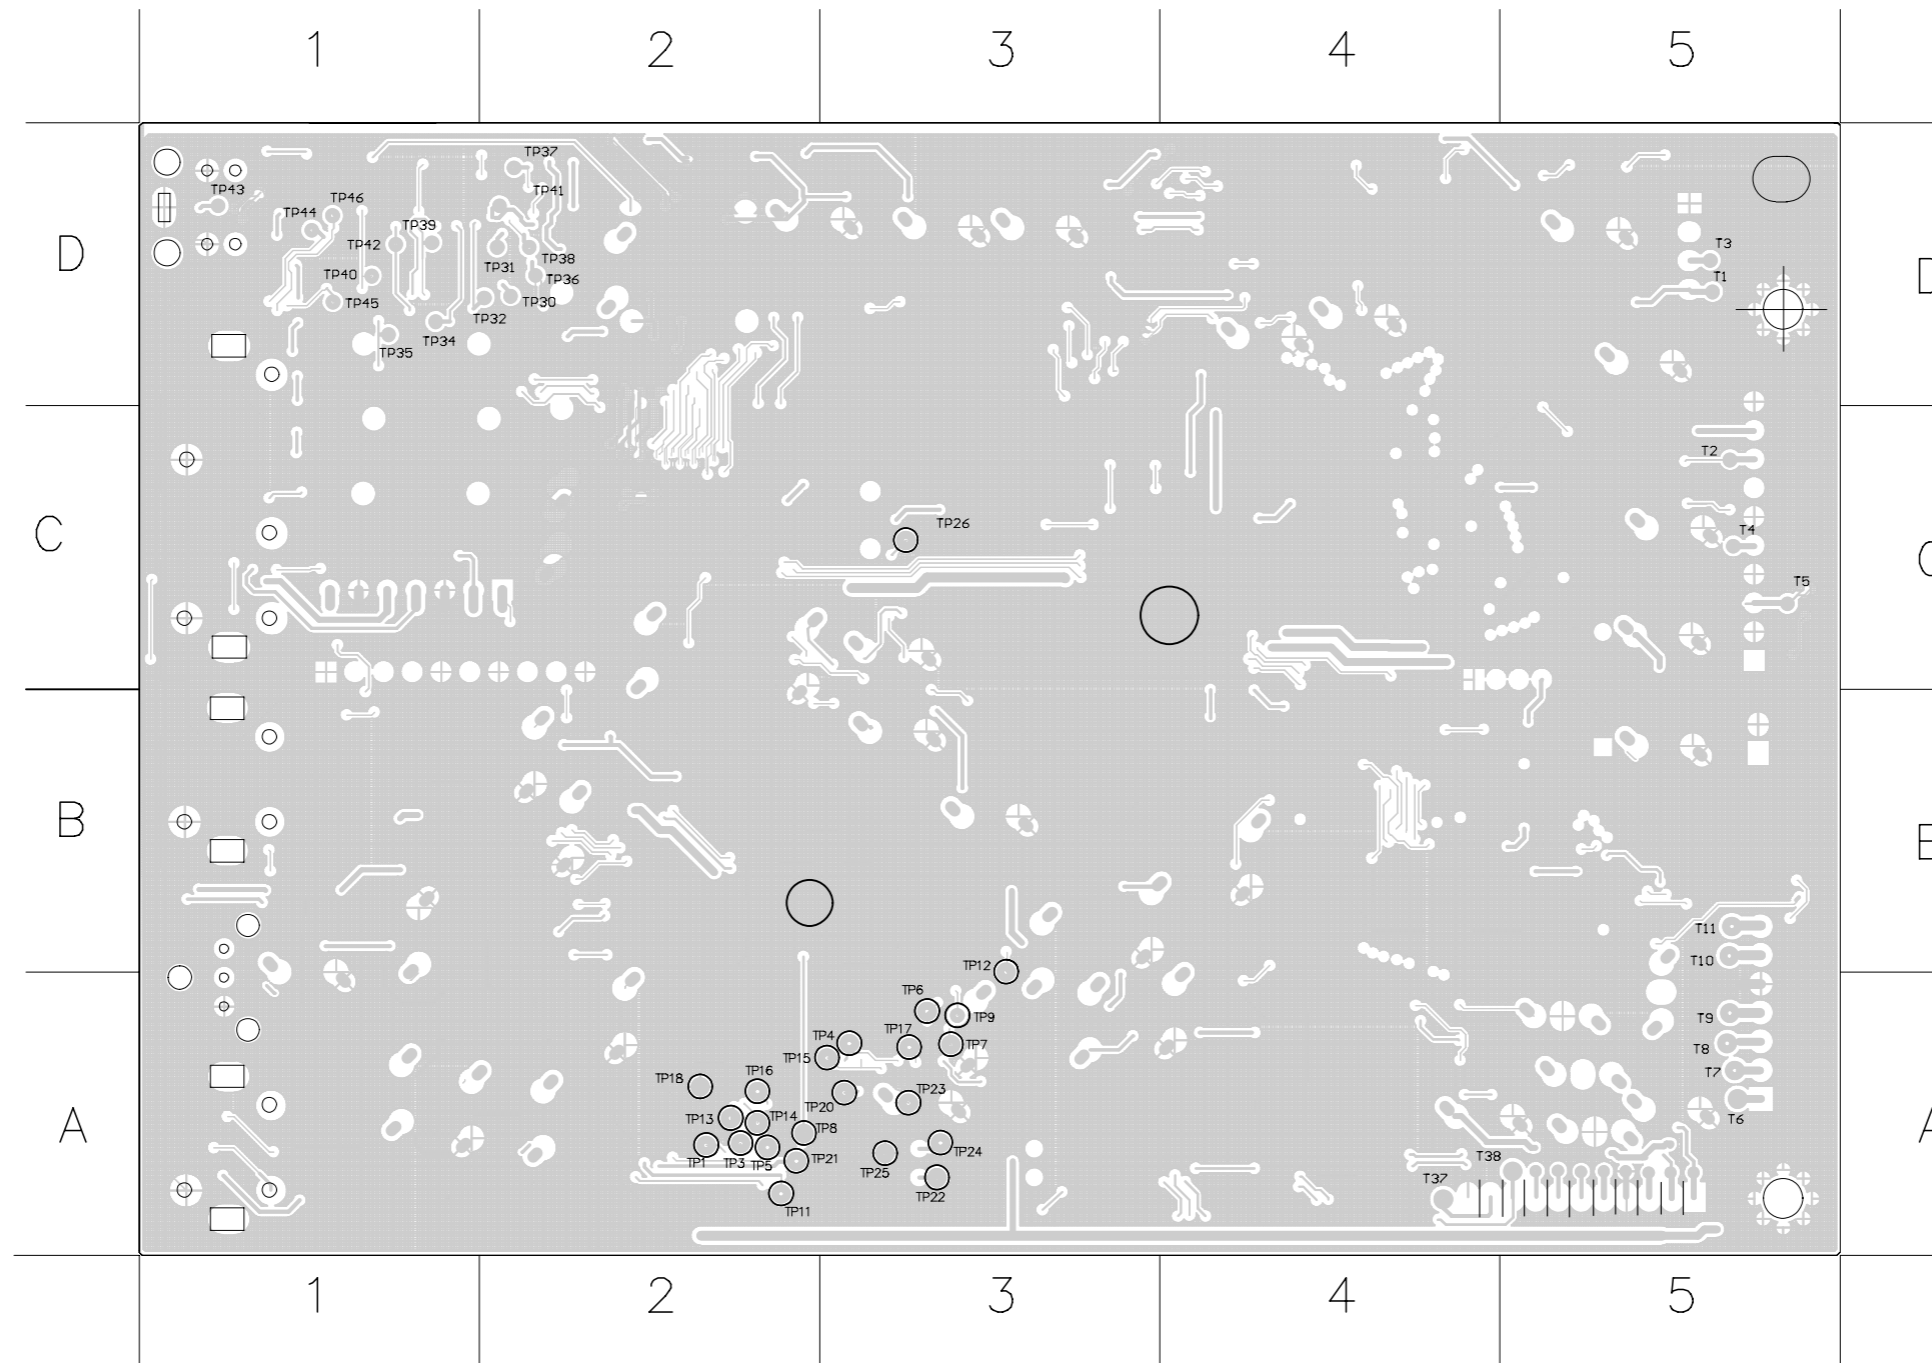 1 2 3 4 5
TP37
TP43 TP46 TP41
TP44 TP39
D TP42 TP31 TP38 T3 D
TP40 TP36 T1
TP45 TP30
TP32
TP34
TP35
T2
C TP26 T4
T5
B
T11
TP12 T10
TP6
TP9 T9
TP4 TP17 TP7 T8
TP15
TP18 TP16 T7
TP20 TP23
TP13 TP14 T6
A TP8
TP1 TP3 TP5 TP21 TP25 TP24 T38
TP22 T37
TP11
1 2 3 4 5